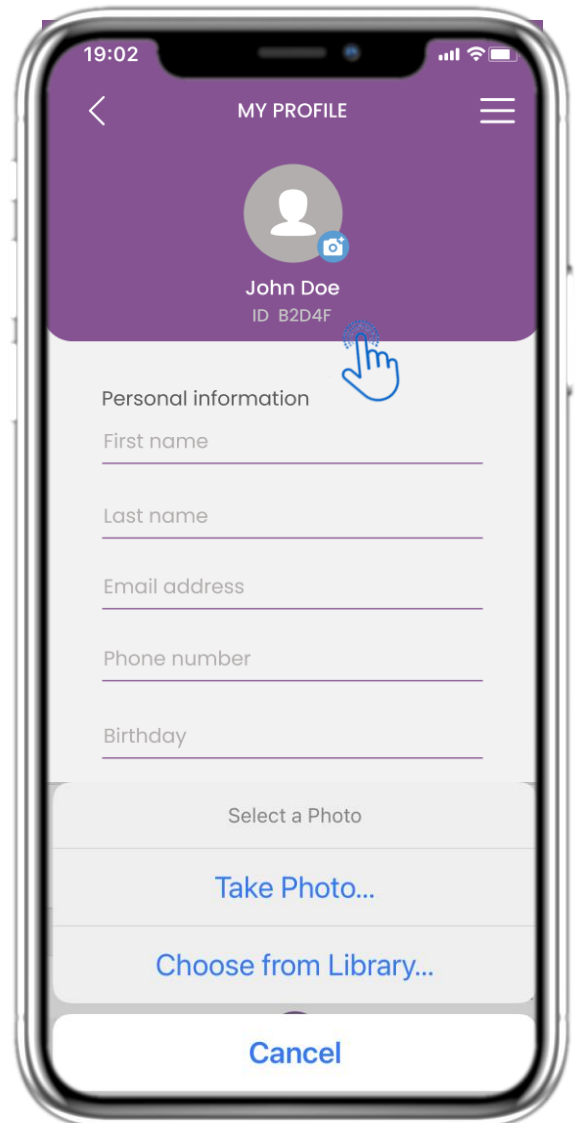 19:02
MY PROFILE
John Doe
ID B2D4F
Personal information
First name
Last name
Email address
Phone number
Birthday
Select a Photo
Take Photo...
Choose from Library...
Cancel